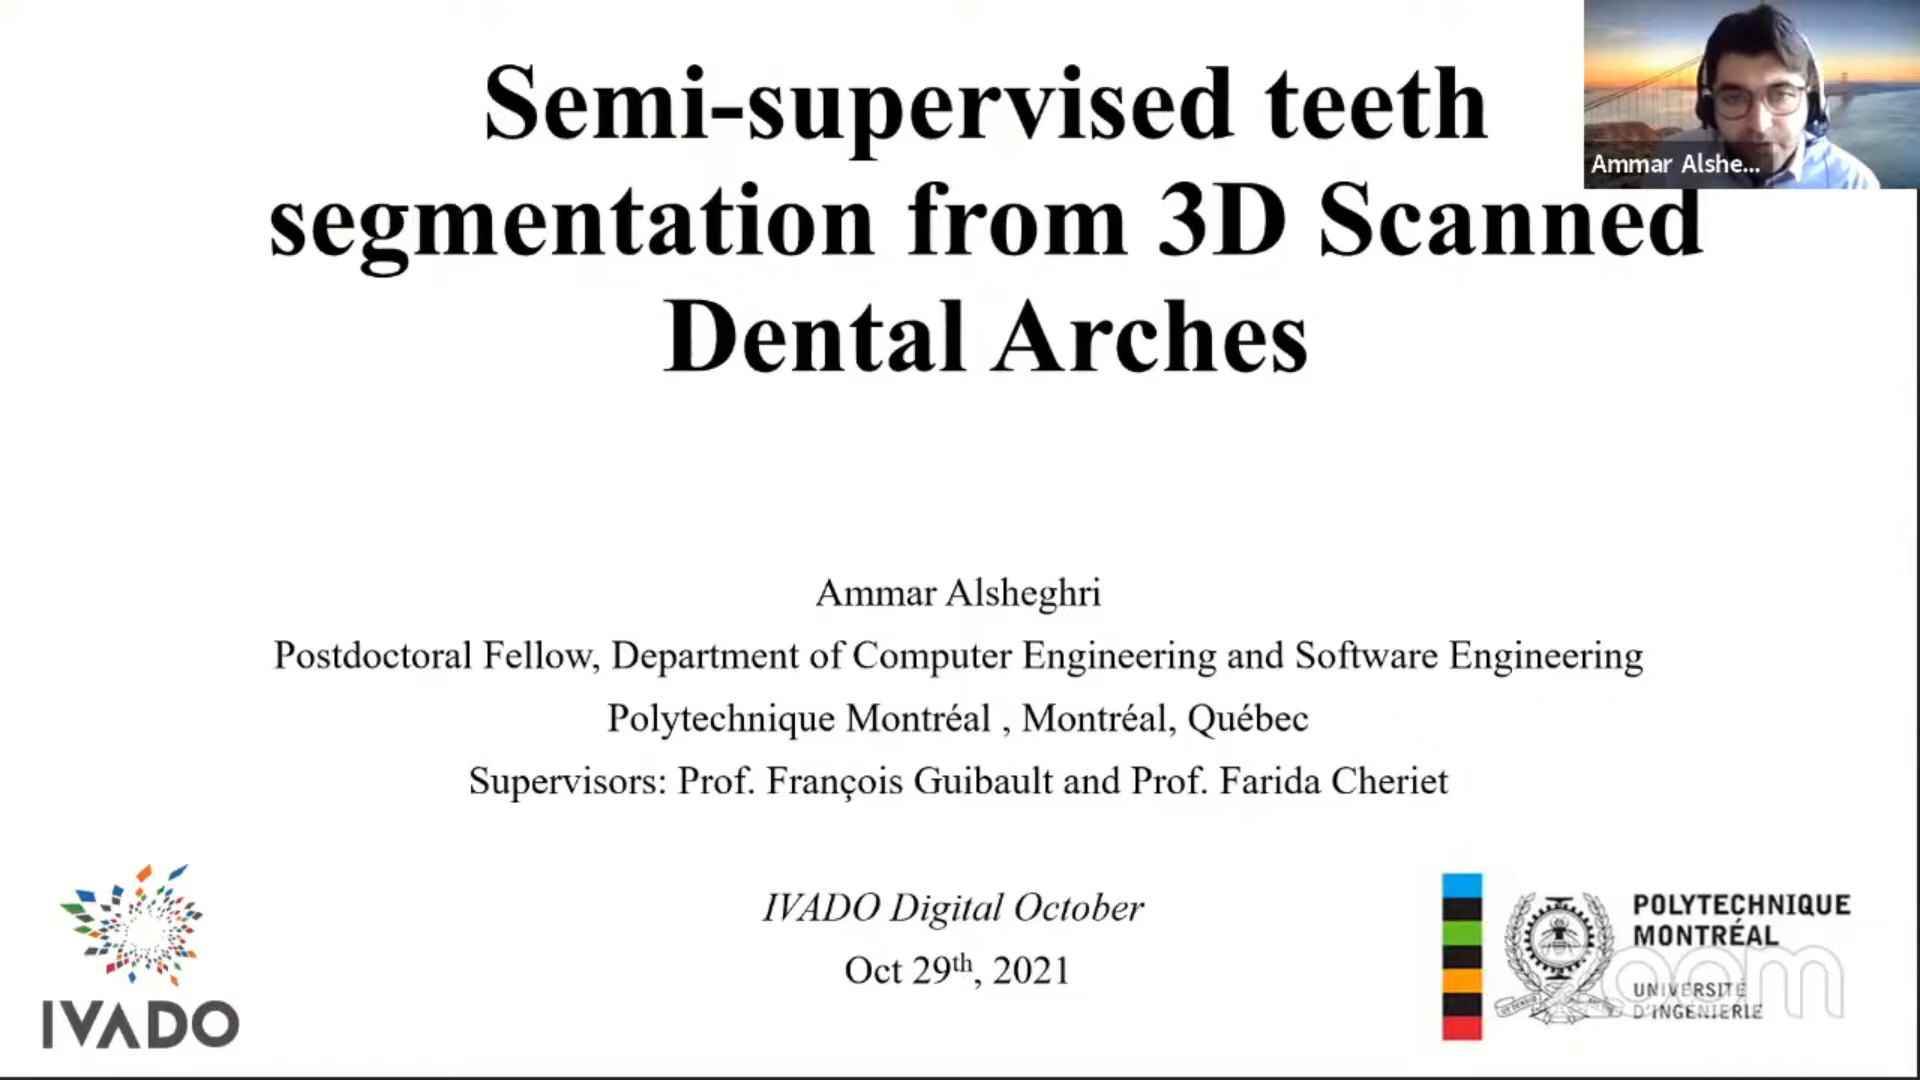 Semi-supervised teeth
segmentation from 3D Scanned
Dental Arches
Ammar Alshe...
Ammar Alsheghri
Postdoctoral Fellow, Department of Computer Engineering and Software Engineering
Polytechnique Montréal , Montréal, Québec
Supervisors: Prof. François Guibault and Prof. Farida Cheriet
IVADO Digital October
Oct 29th, 2021
IVADO
POLYTECHNIQUE
MONTRÉAL
UNIVERSITÉ
D'INGÉNIERIE
zoom